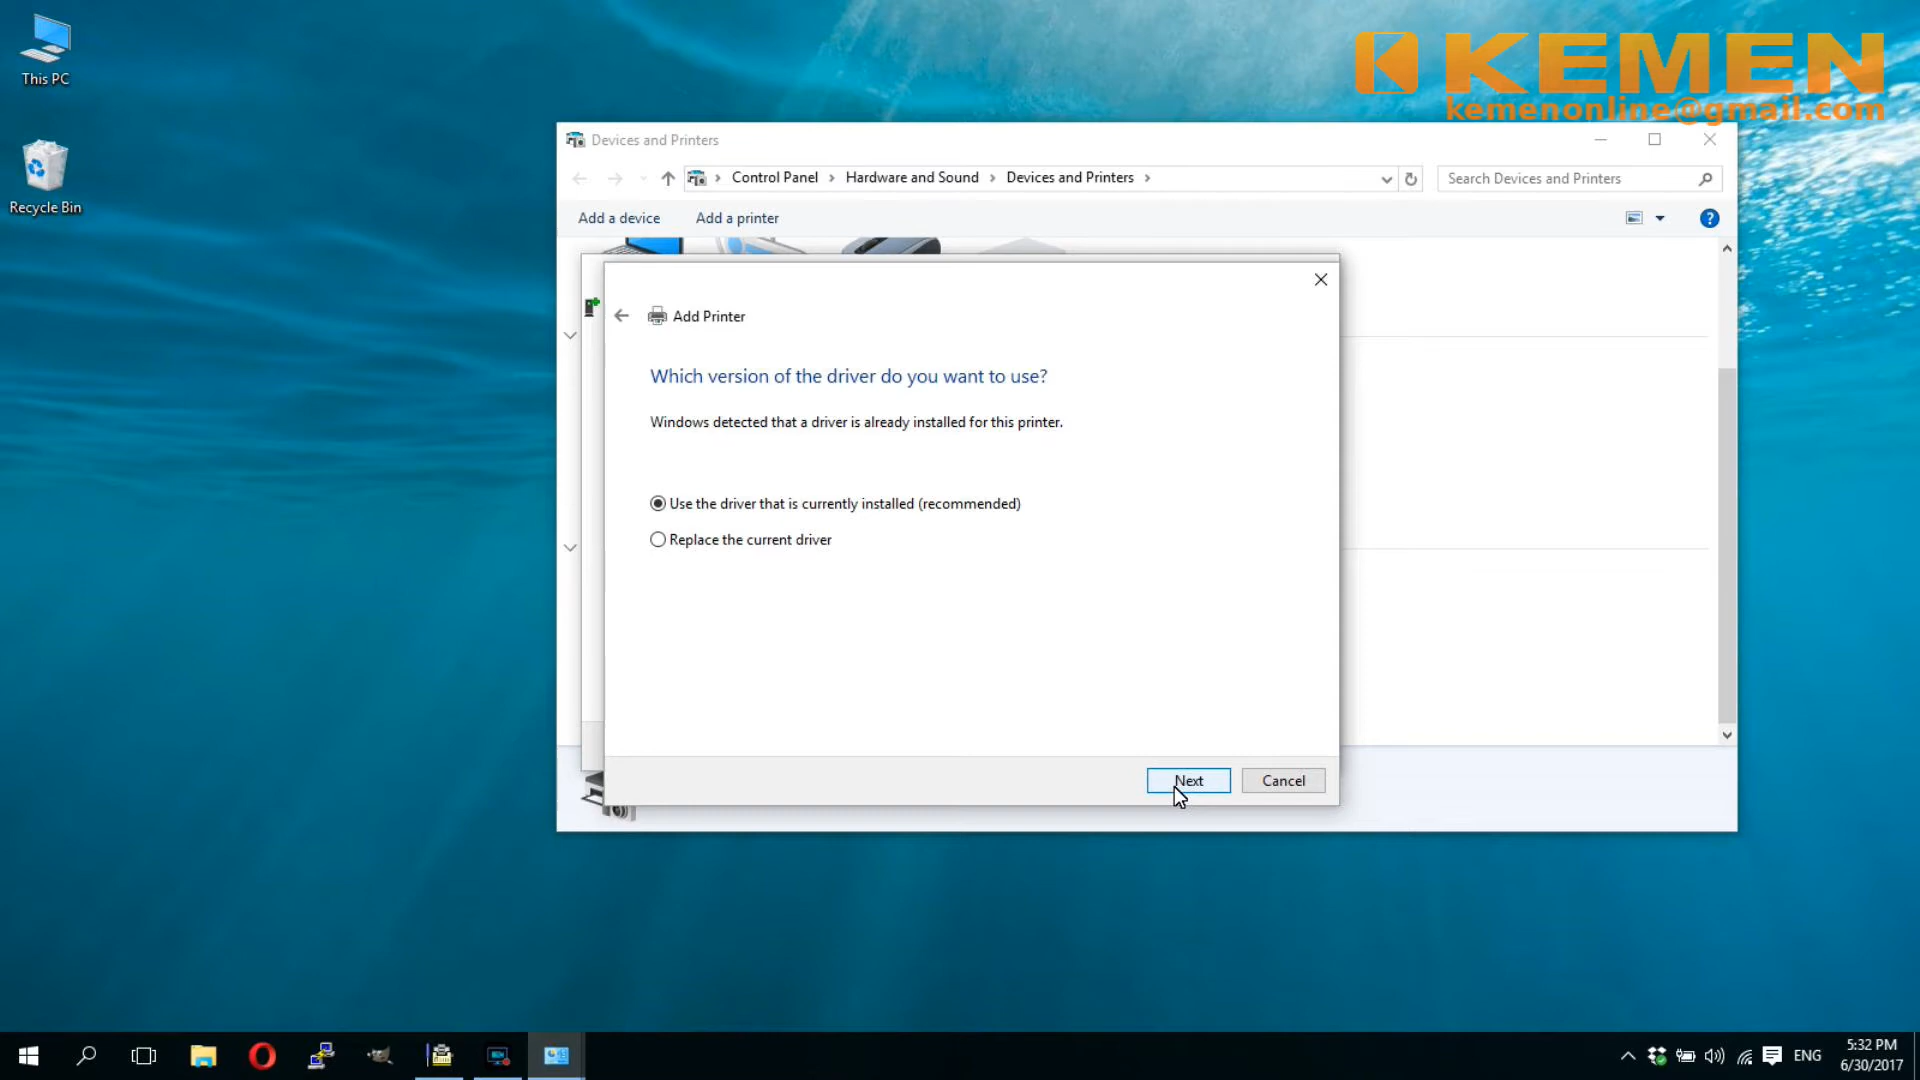 This PC
Recycle Bin
KEMEN
kemenonline@gmail.com
Devices and Printers
Control Panel
Hardware and Sound
Devices and Printers
Search Devices and Printers
Add a device
Add a printer
Add Printer
Which version of the driver do you want to use?
Windows detected that a driver is already installed for this printer.
Use the driver that is currently installed (recommended)
Replace the current driver
Next
Cancel
ENG
5:32 PM
6/30/2017